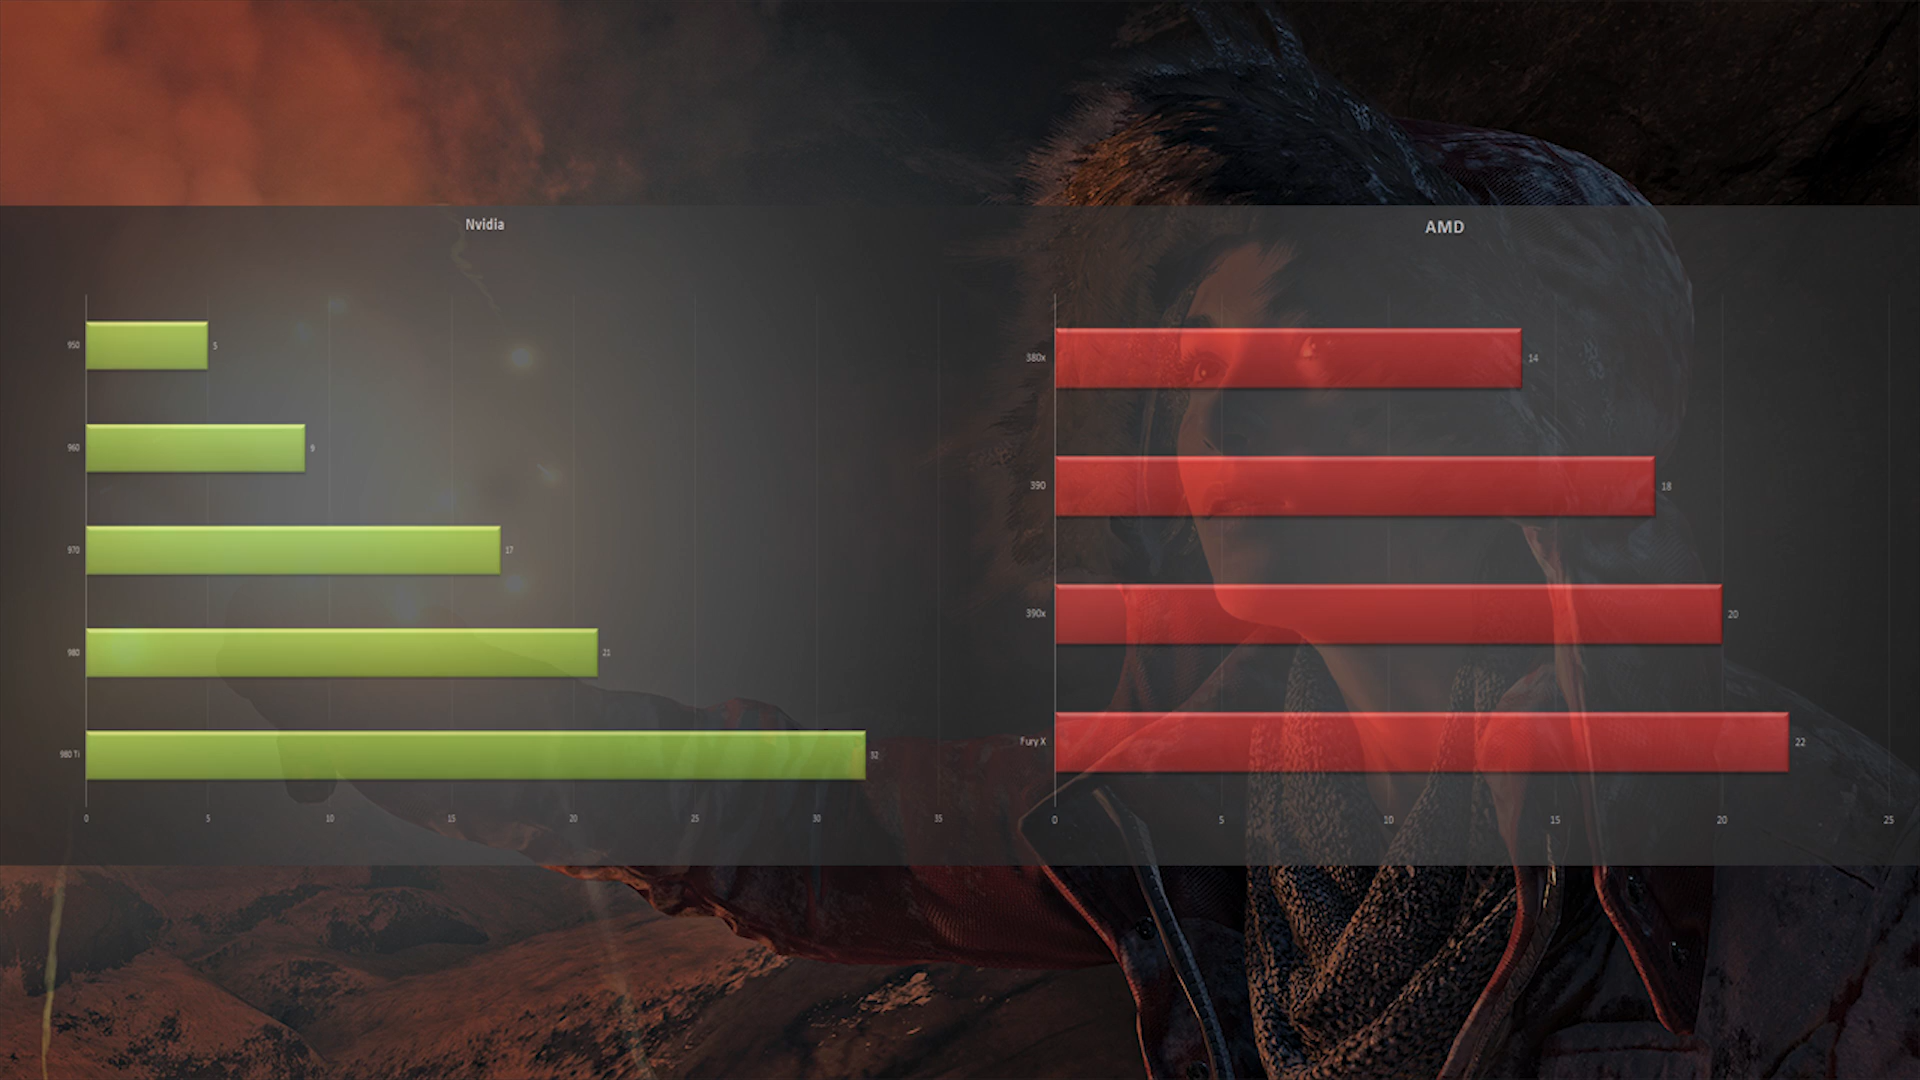 Nvidia
950 5
960 9
970 17
980 21
980 Ti 32
0 5 10 15 20 25 30 35
AMD
380x 14
390 18
390x 20
Fury X 22
0 5 10 15 20 25